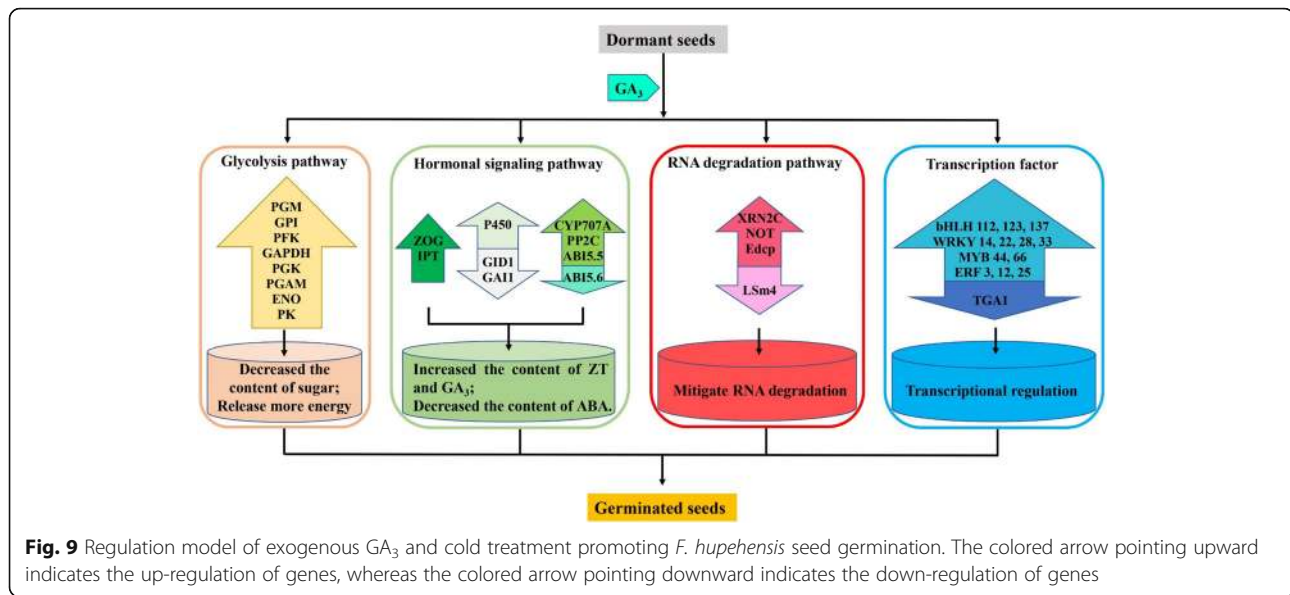 Dormant seeds
GA3
Glycolysis pathway
PGM
GPI
PFK
GAPDH
PGK
PGAM
ENO
PK
Decreased the
content of sugar;
Release more energy
Hormonal signaling pathway
ZOG
IPT
P450
GID1
GAI1
CYP707A
PP2C
ABI5.5
ABI5.6
Increased the content of ZT
and GA3;
Decreased the content of ABA.
RNA degradation pathway
XRN2C
NOT
Edcp
LSm4
Mitigate RNA degradation
Transcription factor
bHLH 112, 123, 137
WRKY 14, 22, 28, 33
MYB 44, 66
ERF 3, 12, 25
TGA1
Transcriptional regulation
Germinated seeds
Fig. 9 Regulation model of exogenous GA3 and cold treatment promoting F. hupehensis seed germination. The colored arrow pointing upward
indicates the up-regulation of genes, whereas the colored arrow pointing downward indicates the down-regulation of genes